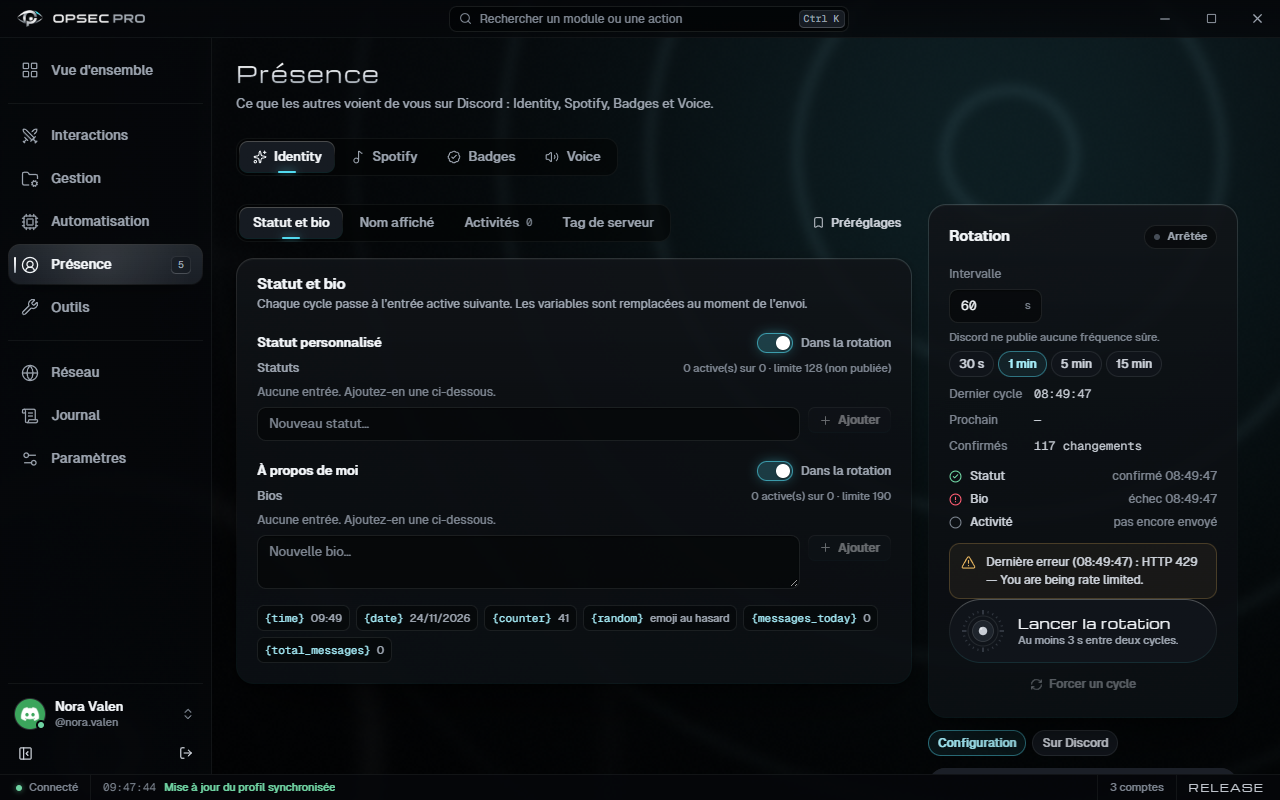 OPSEC PRO
Rechercher un module ou une action
Ctrl K
Vue d'ensemble
Interactions
Gestion
Automatisation
Présence
5
Outils
Réseau
Journal
Paramètres
Nora Valen
@nora.valen
Présence
Ce que les autres voient de vous sur Discord : Identity, Spotify, Badges et Voice.
Identity
Spotify
Badges
Voice
Statut et bio
Nom affiché
Activités 0
Tag de serveur
Préréglages
Statut et bio
Chaque cycle passe à l'entrée active suivante. Les variables sont remplacées au moment de l'envoi.
Statut personnalisé
Dans la rotation
Statuts
0 active(s) sur 0 · limite 128 (non publiée)
Aucune entrée. Ajoutez-en une ci-dessous.
Nouveau statut…
Ajouter
À propos de moi
Dans la rotation
Bios
0 active(s) sur 0 · limite 190
Aucune entrée. Ajoutez-en une ci-dessous.
Nouvelle bio…
Ajouter
{time} 09:49
{date} 24/11/2026
{counter} 41
{random} emoji au hasard
{messages_today} 0
{total_messages} 0
Rotation
Arrêtée
Intervalle
60 s
Discord ne publie aucune fréquence sûre.
30 s
1 min
5 min
15 min
Dernier cycle 08:49:47
Prochain —
Confirmés 117 changements
Statut confirmé 08:49:47
Bio échec 08:49:47
Activité pas encore envoyé
Dernière erreur (08:49:47) : HTTP 429
— You are being rate limited.
Lancer la rotation
Au moins 3 s entre deux cycles.
Forcer un cycle
Configuration
Sur Discord
Connecté
09:47:44 Mise à jour du profil synchronisée
3 comptes
RELEASE